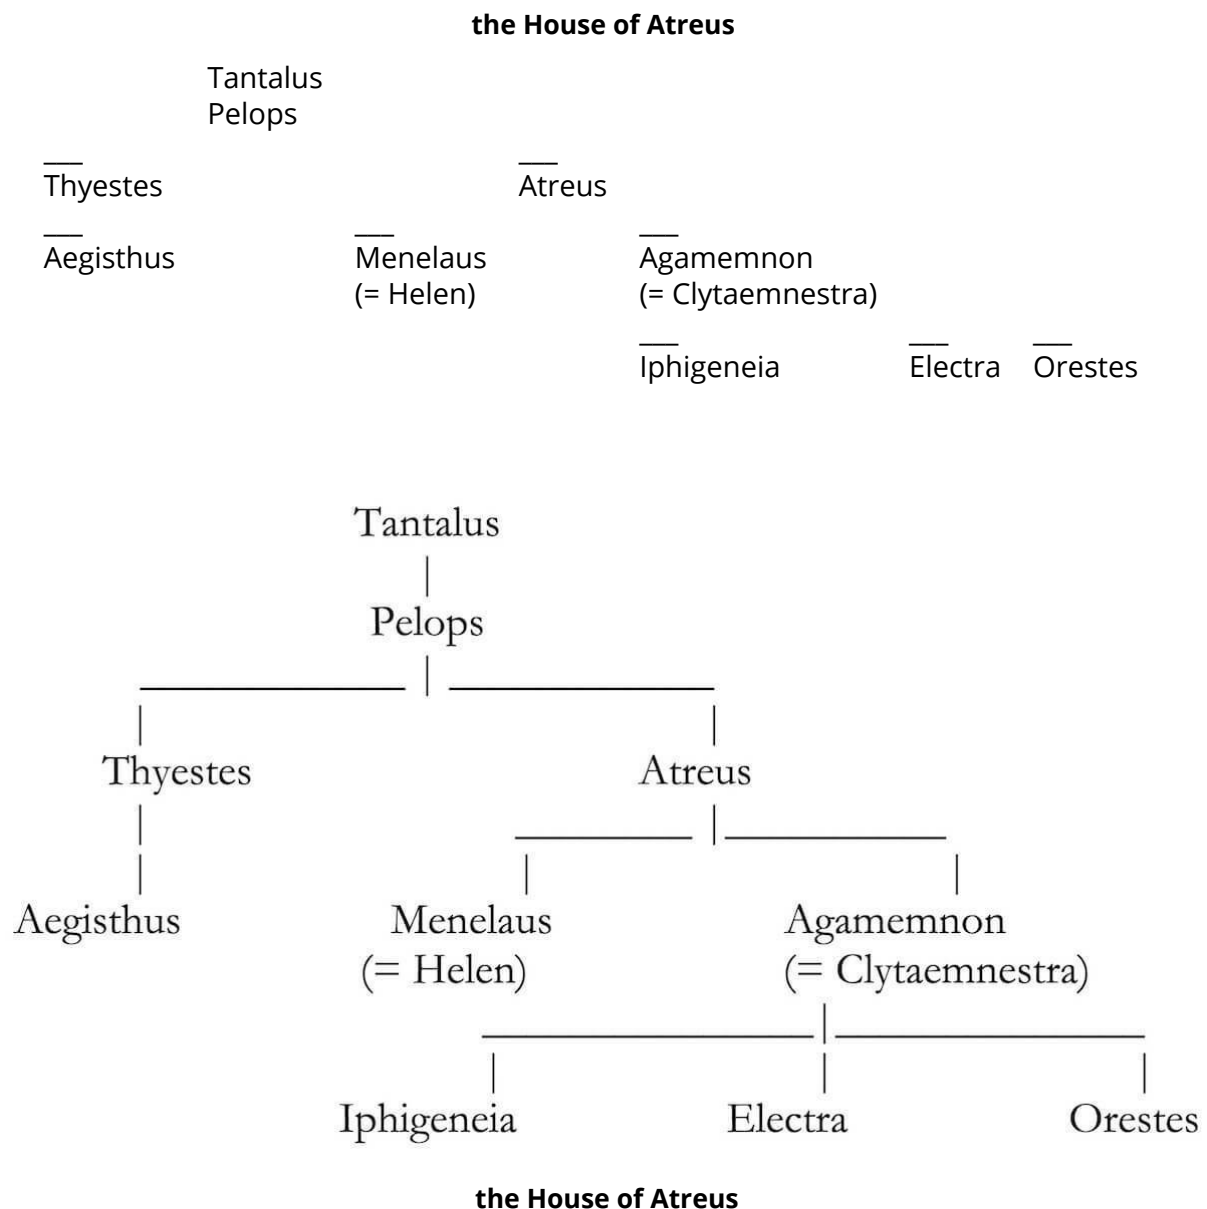 the House of Atreus
Tantalus
Pelops
Thyestes Atreus
Aegisthus Menelaus Agamemnon
(= Helen) (= Clytaemnestra)
Iphigeneia Electra Orestes
Tantalus
Pelops
Thyestes Atreus
Aegisthus Menelaus Agamemnon
(= Helen) (= Clytaemnestra)
Iphigeneia Electra Orestes
the House of Atreus